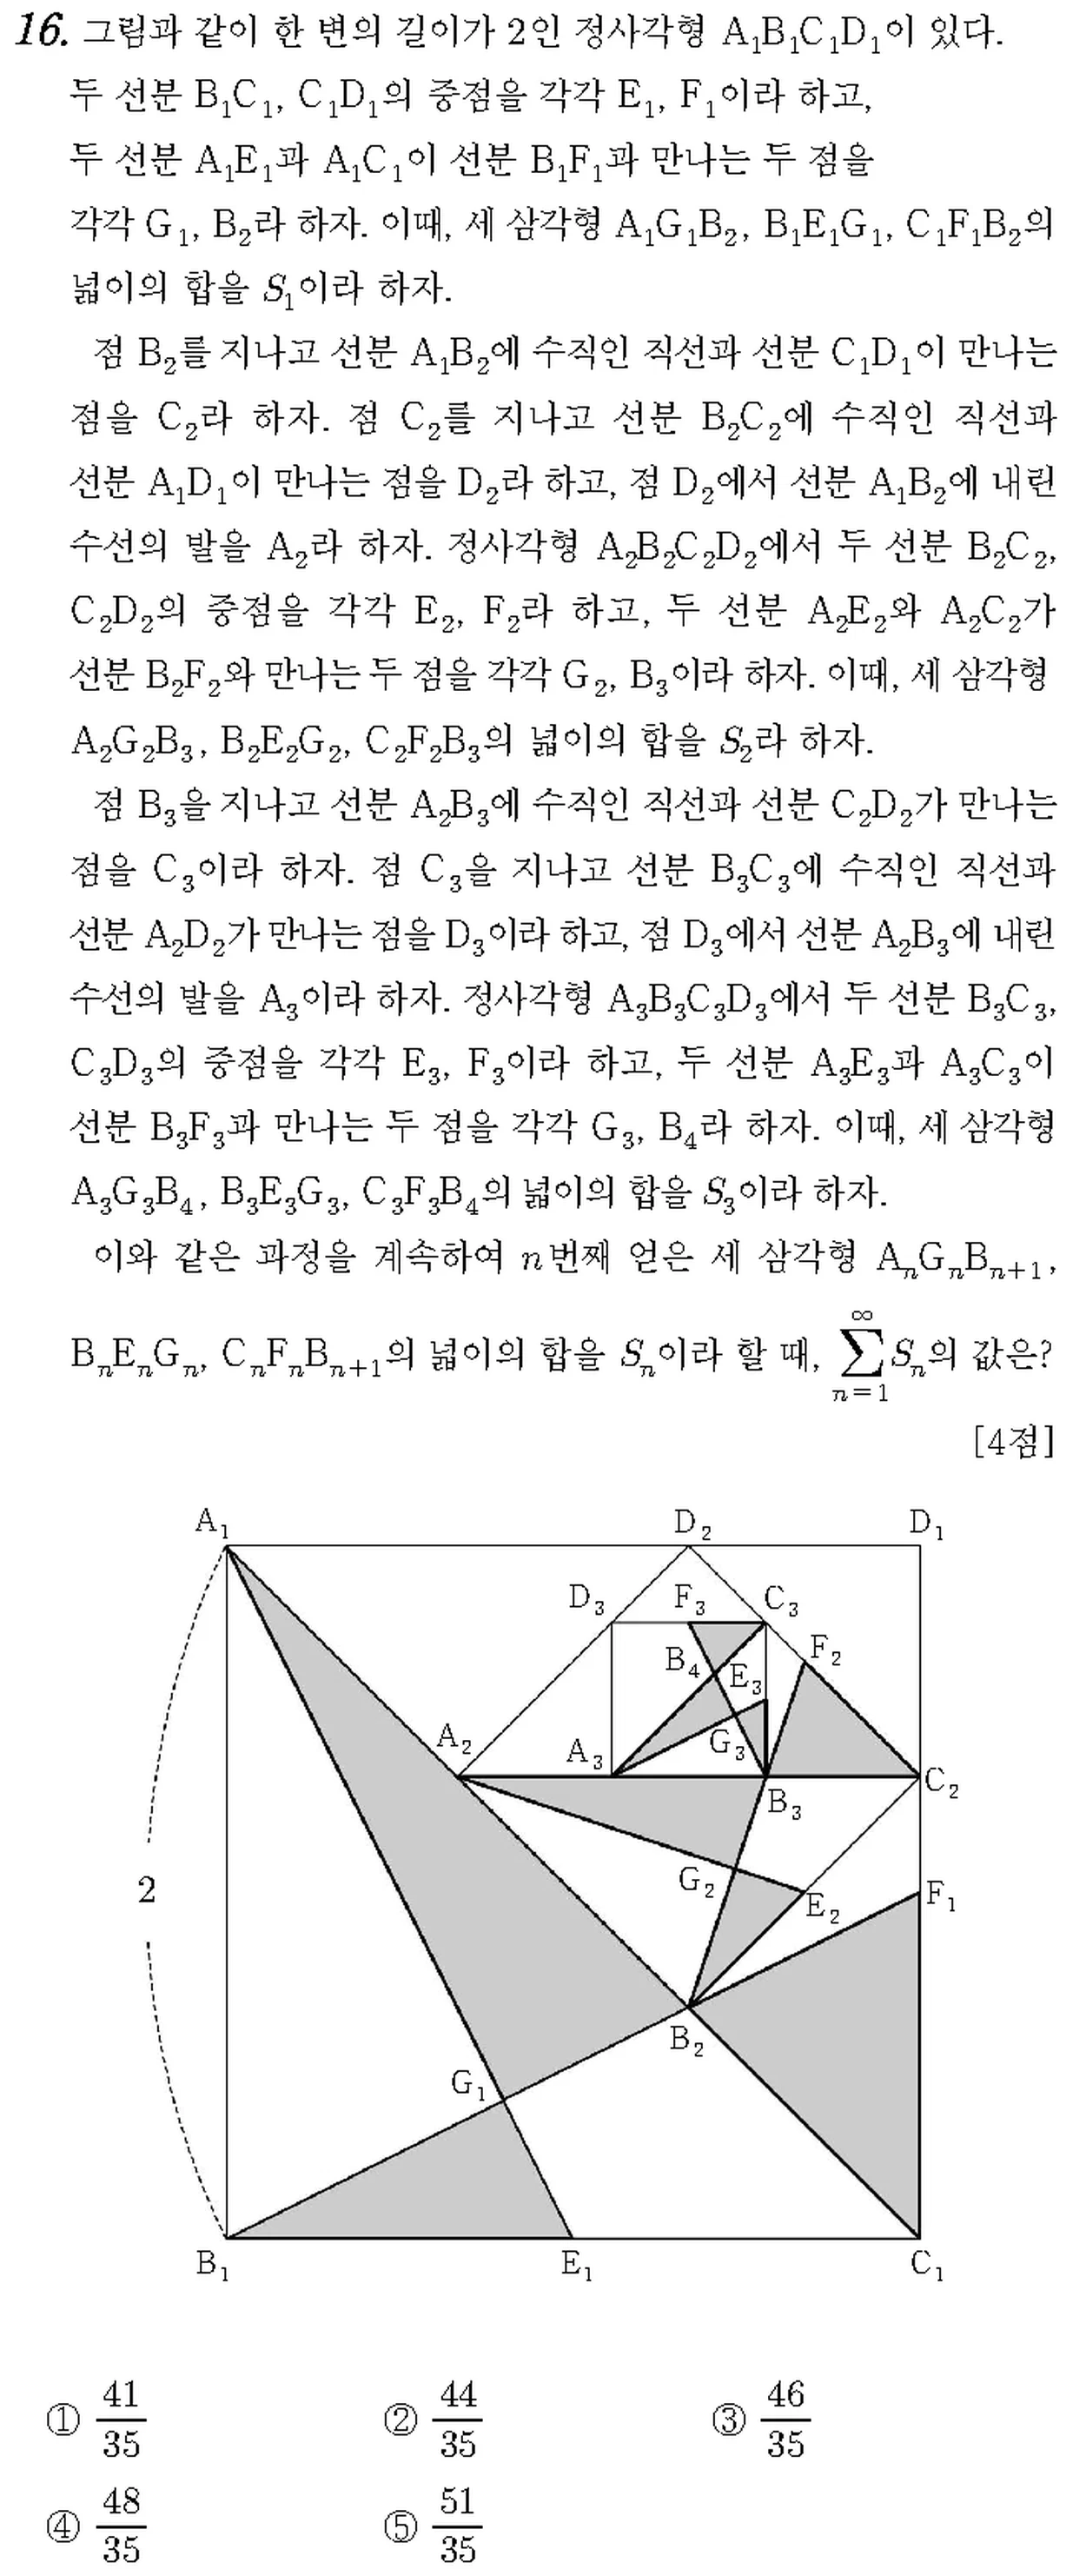 16. 그림과 같이 한 변의 길이가 2인 정사각형 A₁B₁C₁D₁이 있다.
두 선분 B₁C₁, C₁D₁의 중점을 각각 E₁, F₁이라 하고,
두 선분 A₁E₁과 A₁C₁이 선분 B₁F₁과 만나는 두 점을
각각 G₁, B₂라 하자. 이때, 세 삼각형 A₁G₁B₂, B₁E₁G₁, C₁F₁B₂의
넓이의 합을 S₁이라 하자.
점 B₂를 지나고 선분 A₁B₂에 수직인 직선과 선분 C₁D₁이 만나는
점을 C₂라 하자. 점 C₂를 지나고 선분 B₂C₂에 수직인 직선과
선분 A₁D₁이 만나는 점을 D₂라 하고, 점 D₂에서 선분 A₁B₂에 내린
수선의 발을 A₂라 하자. 정사각형 A₂B₂C₂D₂에서 두 선분 B₂C₂,
C₂D₂의 중점을 각각 E₂, F₂라 하고, 두 선분 A₂E₂와 A₂C₂가
선분 B₂F₂와 만나는 두 점을 각각 G₂, B₃이라 하자. 이때, 세 삼각형
A₂G₂B₃, B₂E₂G₂, C₂F₂B₃의 넓이의 합을 S₂라 하자.
점 B₃을 지나고 선분 A₂B₃에 수직인 직선과 선분 C₂D₂가 만나는
점을 C₃이라 하자. 점 C₃을 지나고 선분 B₃C₃에 수직인 직선과
선분 A₂D₂가 만나는 점을 D₃이라 하고, 점 D₃에서 선분 A₂B₃에 내린
수선의 발을 A₃이라 하자. 정사각형 A₃B₃C₃D₃에서 두 선분 B₃C₃,
C₃D₃의 중점을 각각 E₃, F₃이라 하고, 두 선분 A₃E₃과 A₃C₃이
선분 B₃F₃과 만나는 두 점을 각각 G₃, B₄라 하자. 이때, 세 삼각형
A₃G₃B₄, B₃E₃G₃, C₃F₃B₄의 넓이의 합을 S₃이라 하자.
이와 같은 과정을 계속하여 n번째 얻은 세 삼각형 AₙGₙBₙ₊₁,
BₙEₙGₙ, CₙFₙBₙ₊₁의 넓이의 합을 Sₙ이라 할 때, ∞∑n=1 Sₙ의 값은?
[4점]
A₁ D₂ D₁
D₃ F₃ C₃
F₂
B₄ E₃
A₂ A₃ G₃
C₂
B₃
2 G₂ E₂ F₁
B₂
G₁
B₁ E₁ C₁
① 41/35 ② 44/35 ③ 46/35
④ 48/35 ⑤ 51/35